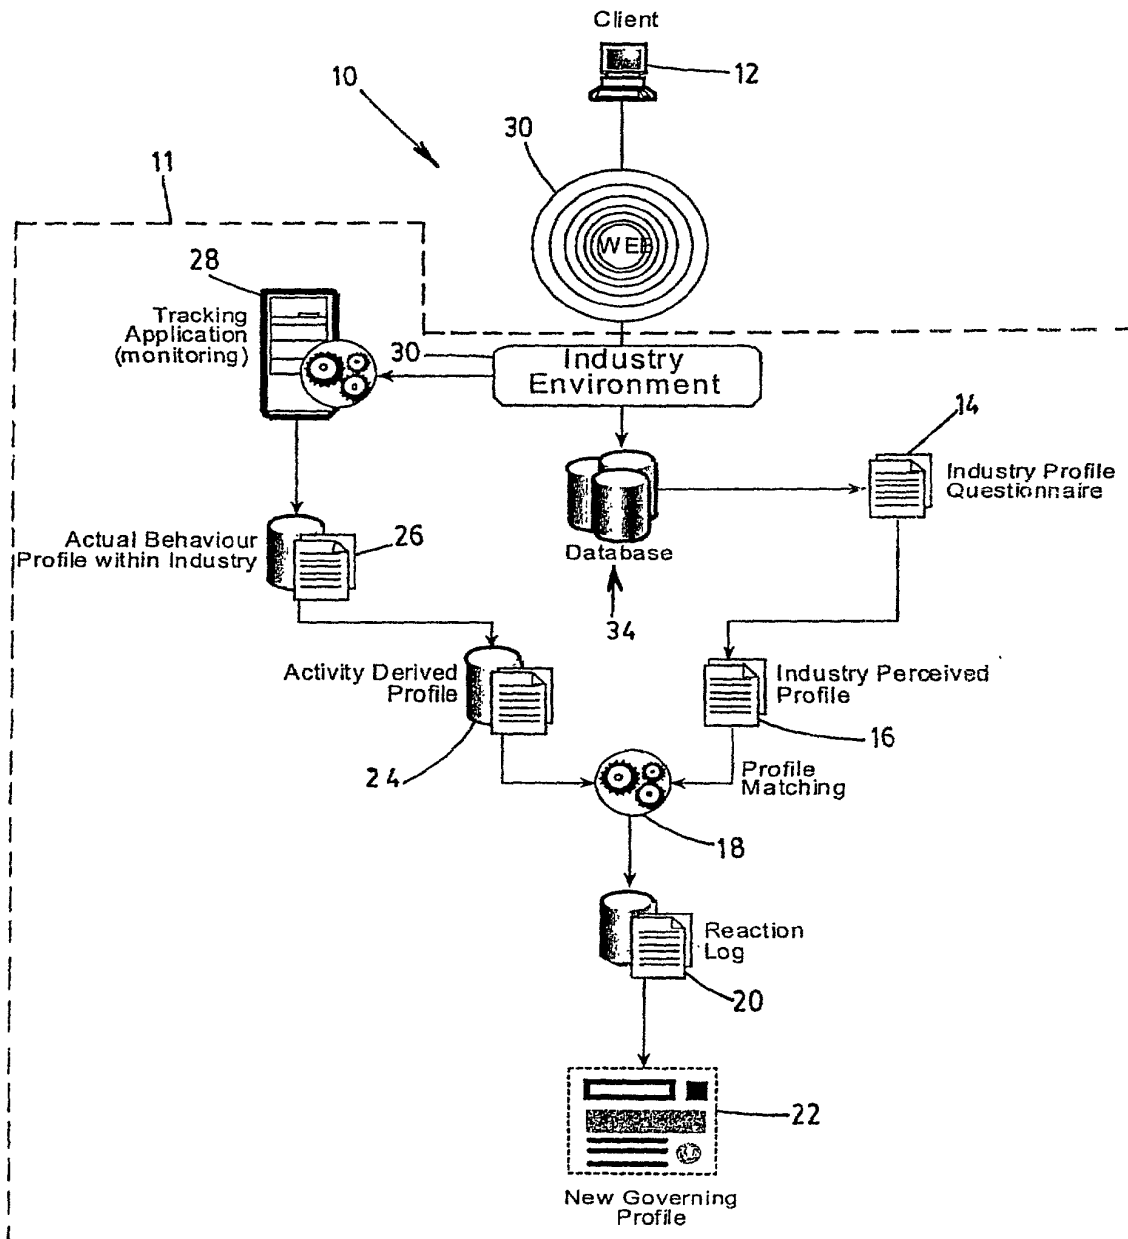 Client
12
10
30
11
WEB
28
Tracking
Application
(monitoring)
30
Industry
Environment
14
Industry Profile
Questionnaire
Actual Behaviour
Profile within Industry
26
Database
34
Activity Derived
Profile
24
Industry Perceived
Profile
16
Profile
Matching
18
Reaction
Log
20
22
New Governing
Profile